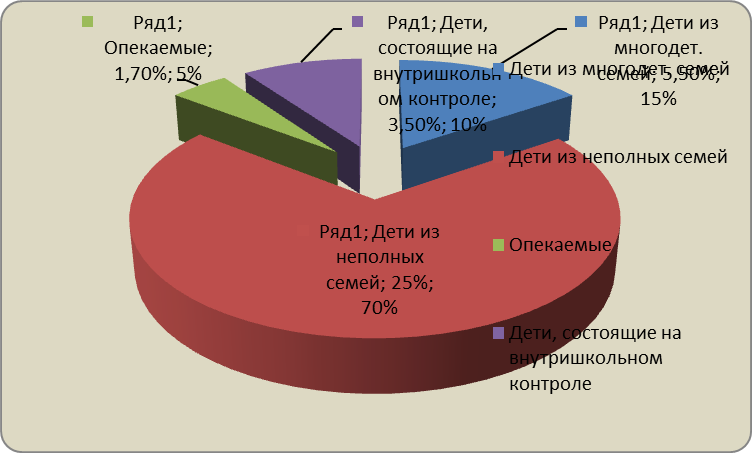 Ряд1;
Опекаемые;
1,70%; 5%
Ряд1; Дети,
состоящие на
внутришкольн
ом контроле;
3,50%; 10%
Ряд1; Дети из
многодет.
семей; 5,50%;
15%
Ряд1; Дети из
неполных
семей; 25%;
70%
Дети из многодет. семей
Дети из неполных семей
Опекаемые
Дети, состоящие на
внутришкольном
контроле